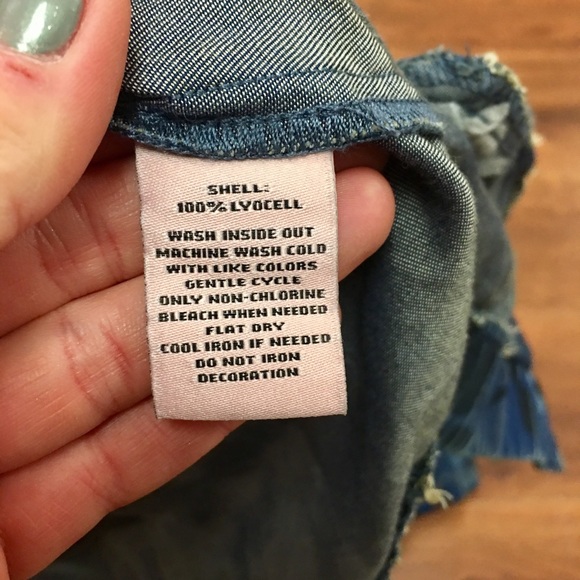 SHELL:
100% LYOCELL
WASH INSIDE OUT
MACHINE WASH COLD
WITH LIKE COLORS
GENTLE CYCLE
ONLY NON-CHLORINE
BLEACH WHEN NEEDED
FLAT DRY
COOL IRON IF NEEDED
DO NOT IRON
DECORATION